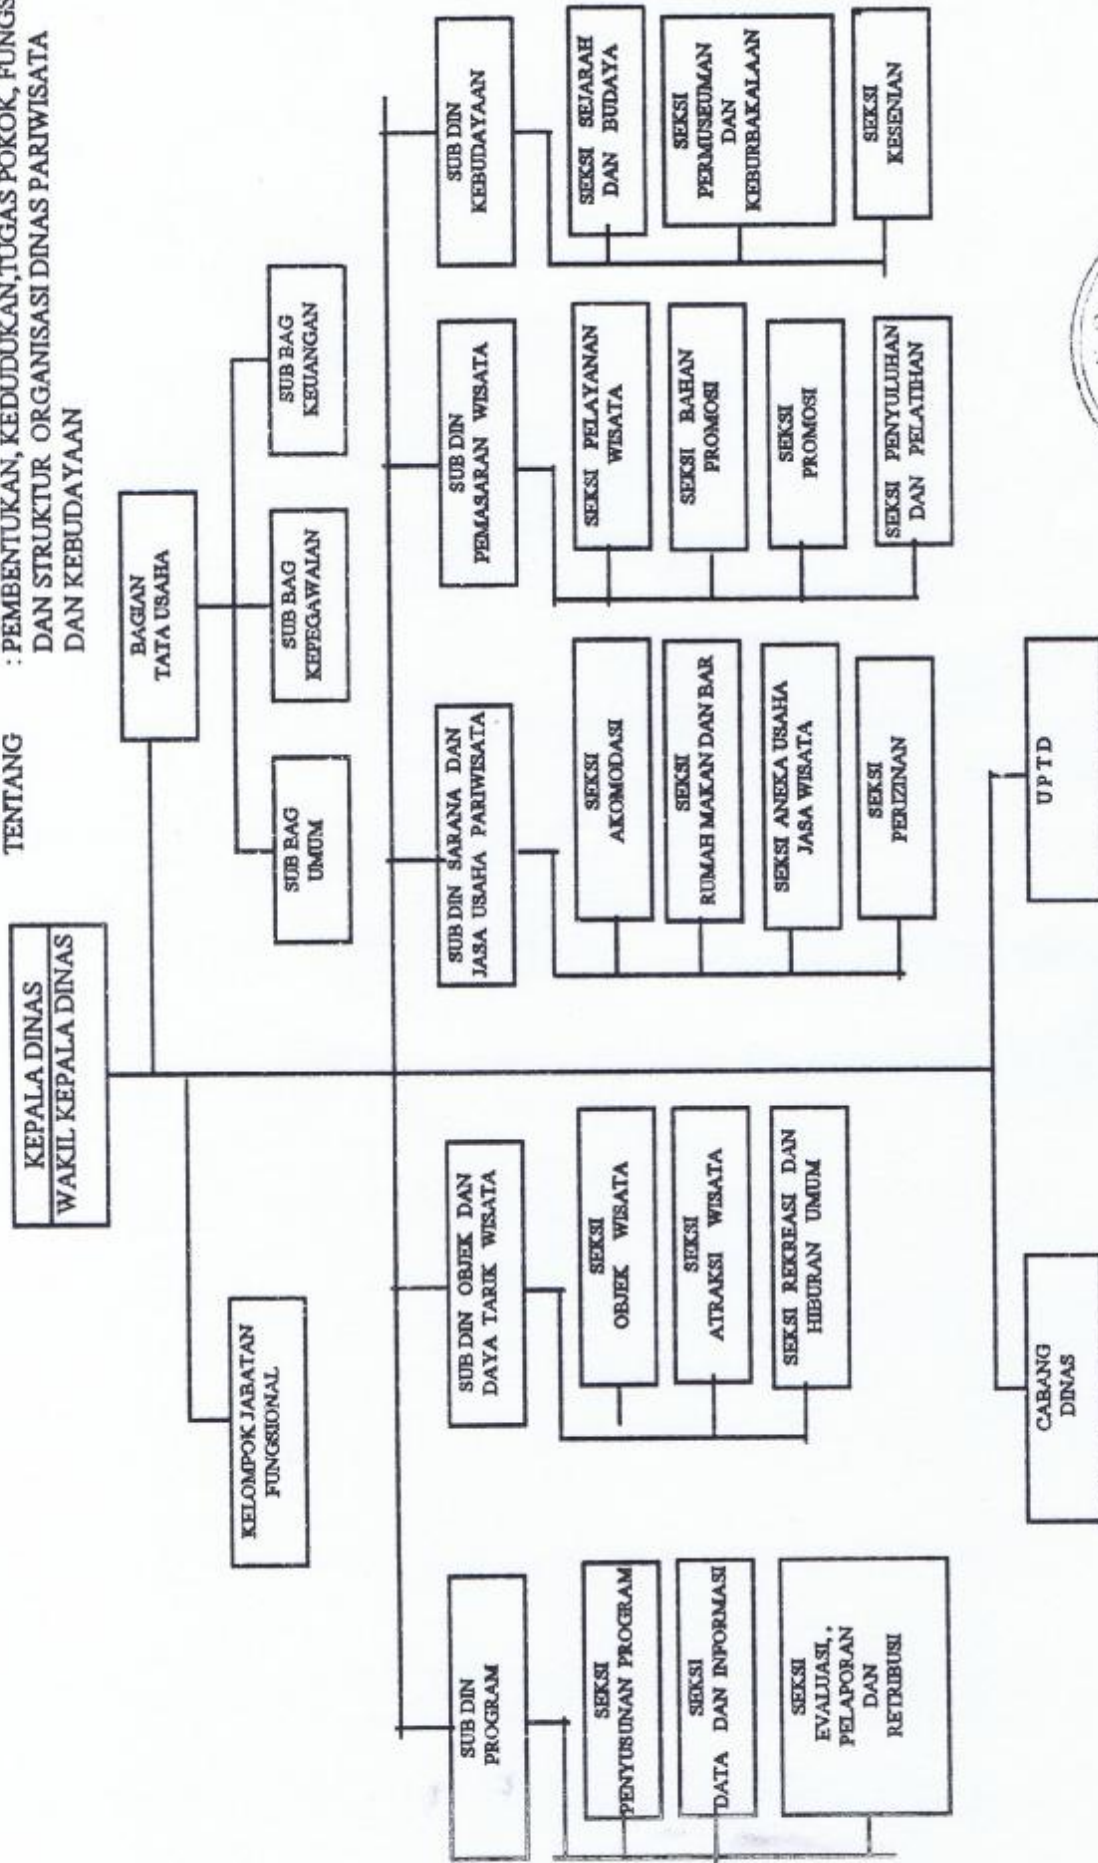 TENTANG : PEMBENTUKAN, KEDUDUKAN,TUGAS POKOK, FUNGS
DAN STRUKTUR ORGANISASI DINAS PARIWISATA
DAN KEBUDAYAAN
KEPALA DINAS
WAKIL KEPALA DINAS
BAGIAN
TATA USAHA
KELOMPOK JABATAN
FUNGSIONAL
SUB BAG
UMUM
SUB BAG
KEPEGAWAIAN
SUB BAG
KEUANGAN
SUB DIN
PROGRAM
SEKSI
PENYUSUNAN PROGRAM
SEKSI
DATA DAN INFORMASI
SEKSI
EVALUASI,,
PELAPORAN
DAN
RETRIBUSI
SUB DIN OBJEK DAN
DAYA TARIK WISATA
SEKSI
OBJEK WISATA
SEKSI
ATRAKSI WISATA
SEKSI REKREASI DAN
HIBURAN UMUM
SUB DIN SARANA DAN
JASA USAHA PARIWISATA
SEKSI
AKOMODASI
SEKSI
RUMAH MAKAN DAN BAR
SEKSI ANEKA USAHA
JASA WISATA
SEKSI
PERIZINAN
SUB DIN
PEMASARAN WISATA
SEKSI PELAYANAN
WISATA
SEKSI BAHAN
PROMOSI
SEKSI
PROMOSI
SEKSI PENYULUHAN
DAN PELATIHAN
SUB DIN
KEBUDAYAAN
SEKSI SEJARAH
DAN BUDAYA
SEKSI
PERMUSEUMAN
DAN
KEBURBAKALAAN
SEKSI
KESENIAN
CABANG
DINAS
U P T D